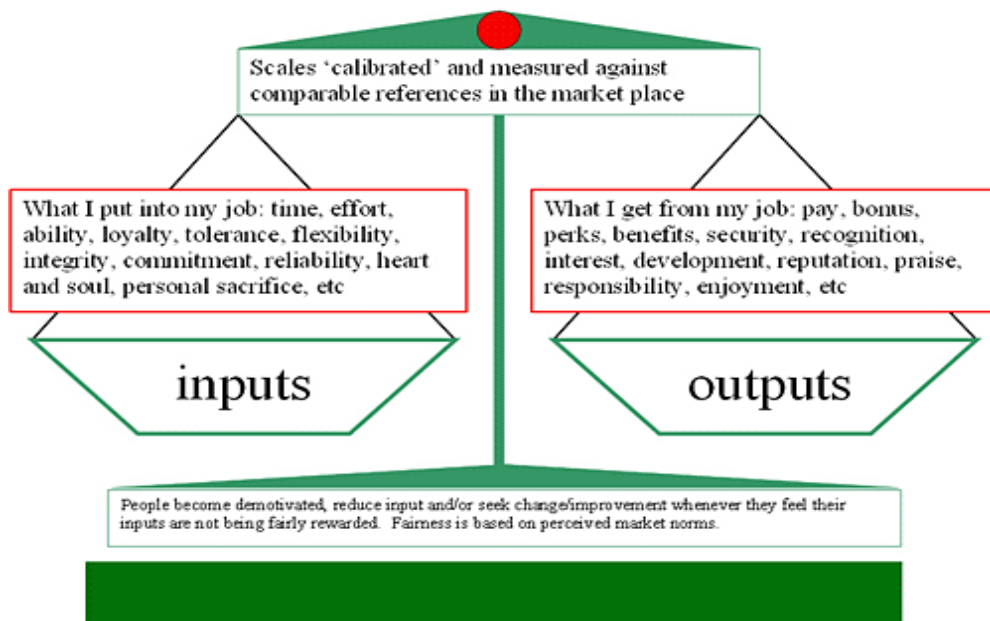 Scales ‘calibrated’ and measured against
comparable references in the market place
What I put into my job: time, effort,
ability, loyalty, tolerance, flexibility,
integrity, commitment, reliability, heart
and soul, personal sacrifice, etc
What I get from my job: pay, bonus,
perks, benefits, security, recognition,
interest, development, reputation, praise,
responsibility, enjoyment, etc
inputs
outputs
People become demotivated, reduce input and/or seek change/improvement whenever they feel their
inputs are not being fairly rewarded.  Fairness is based on perceived market norms.